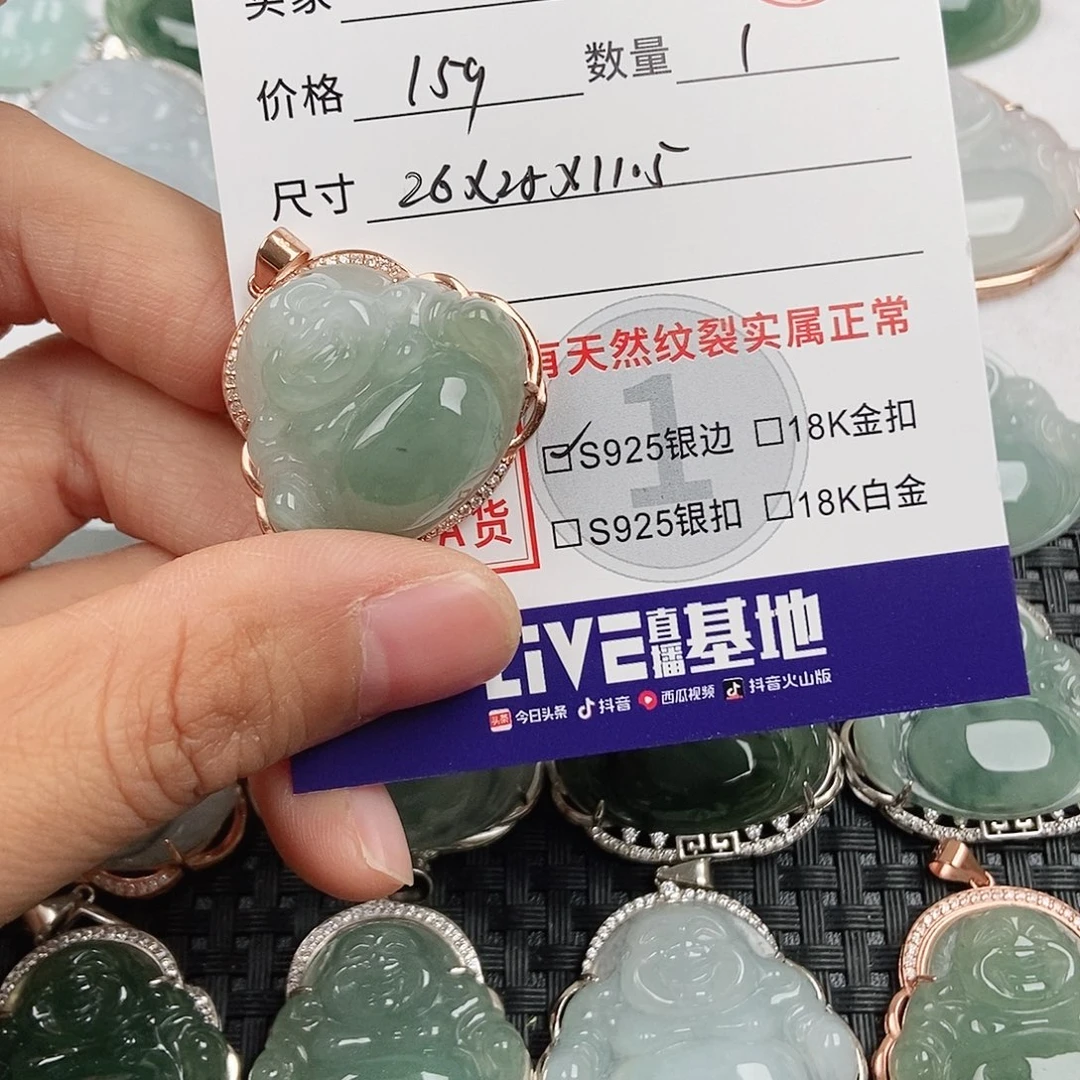 买家
价格 159 数量 1
尺寸 26X28X11.5
有天然纹裂实属正常
1
☑S925银边 □18K金扣
A货
□S925银扣 □18K白金
LIVE直播基地
头条 今日头条 抖音 西瓜视频 抖音火山版